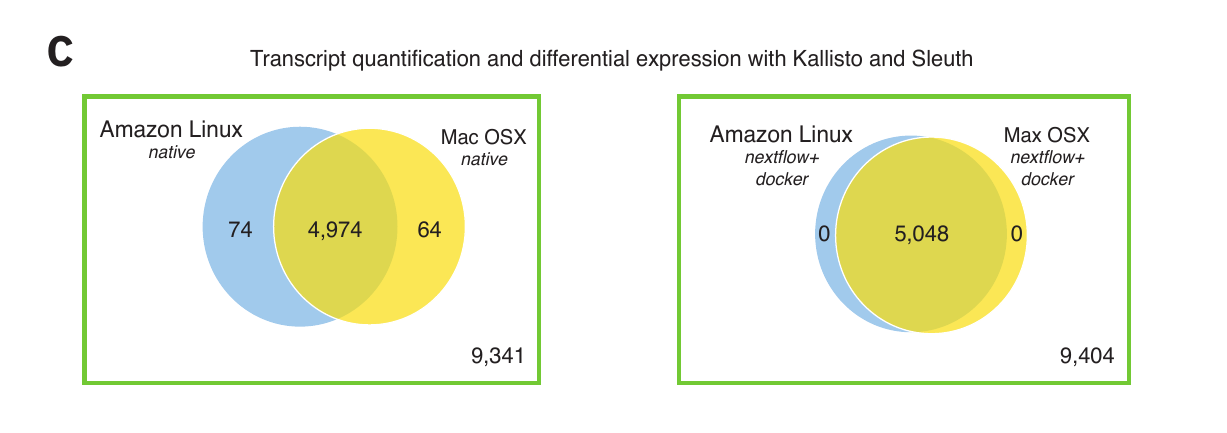 C
Transcript quantification and differential expression with Kallisto and Sleuth
Amazon Linux
native
Mac OSX
native
74
4,974
64
9,341
Amazon Linux
nextflow+
docker
Max OSX
nextflow+
docker
0
5,048
0
9,404